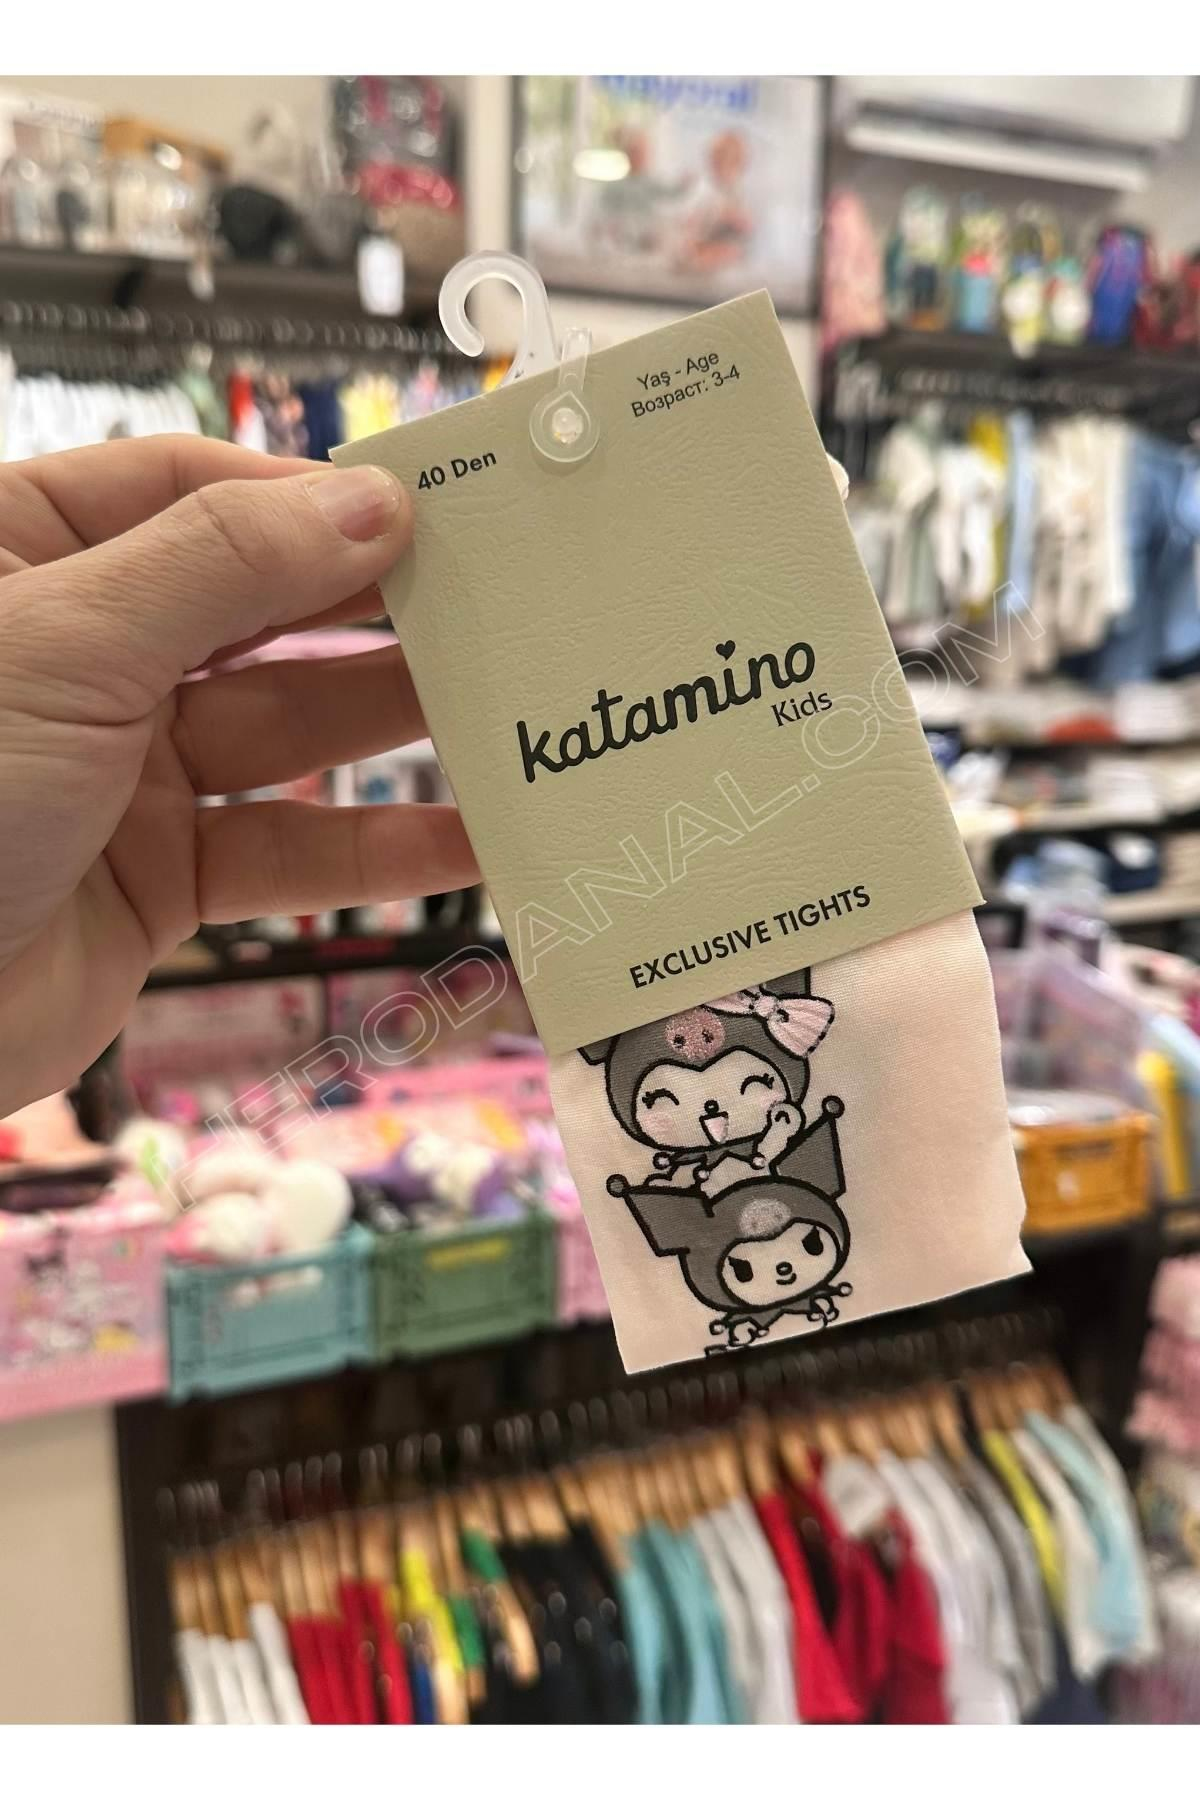 Yaş - Age
Возраст: 3-4
40 Den
katamino
Kids
EXCLUSIVE TIGHTS
HERODANAL.COM